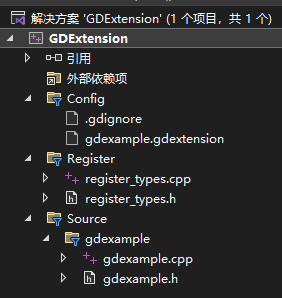 解决方案 'GDExtension' (1 个项目，共 1 个)
GDExtension
引用
外部依赖项
Config
.gdignore
gdexample.gdextension
Register
register_types.cpp
register_types.h
Source
gdexample
gdexample.cpp
gdexample.h